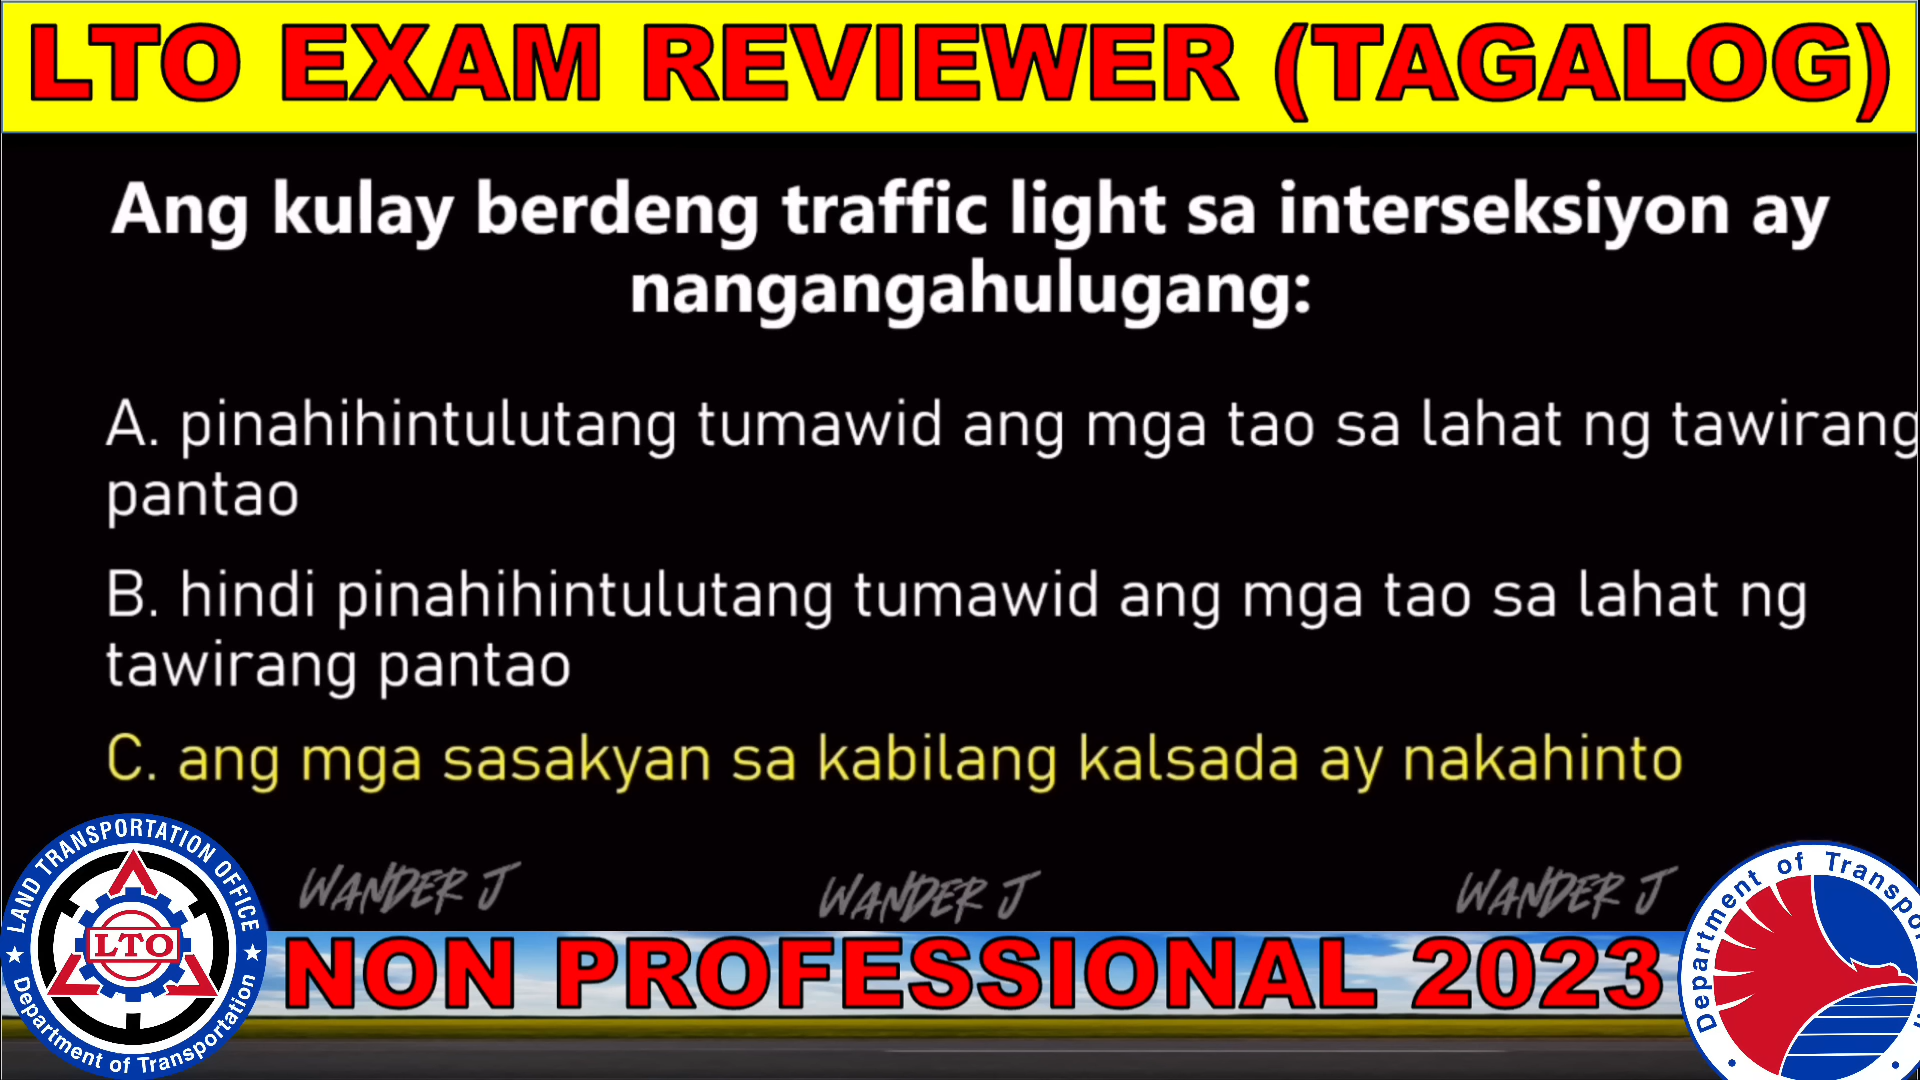 LTO EXAM REVIEWER (TAGALOG)
Ang kulay berdeng traffic light sa interseksiyon ay
nangangahulugang:
A. pinahihintulutang tumawid ang mga tao sa lahat ng tawirang
pantao
B. hindi pinahihintulutang tumawid ang mga tao sa lahat ng
tawirang pantao
C. ang mga sasakyan sa kabilang kalsada ay nakahinto
WANDER J WANDER J WANDER J
LAND TRANSPORTATION OFFICE
LTO
Department of Transportation
NON PROFESSIONAL 2023
Department of Transpor